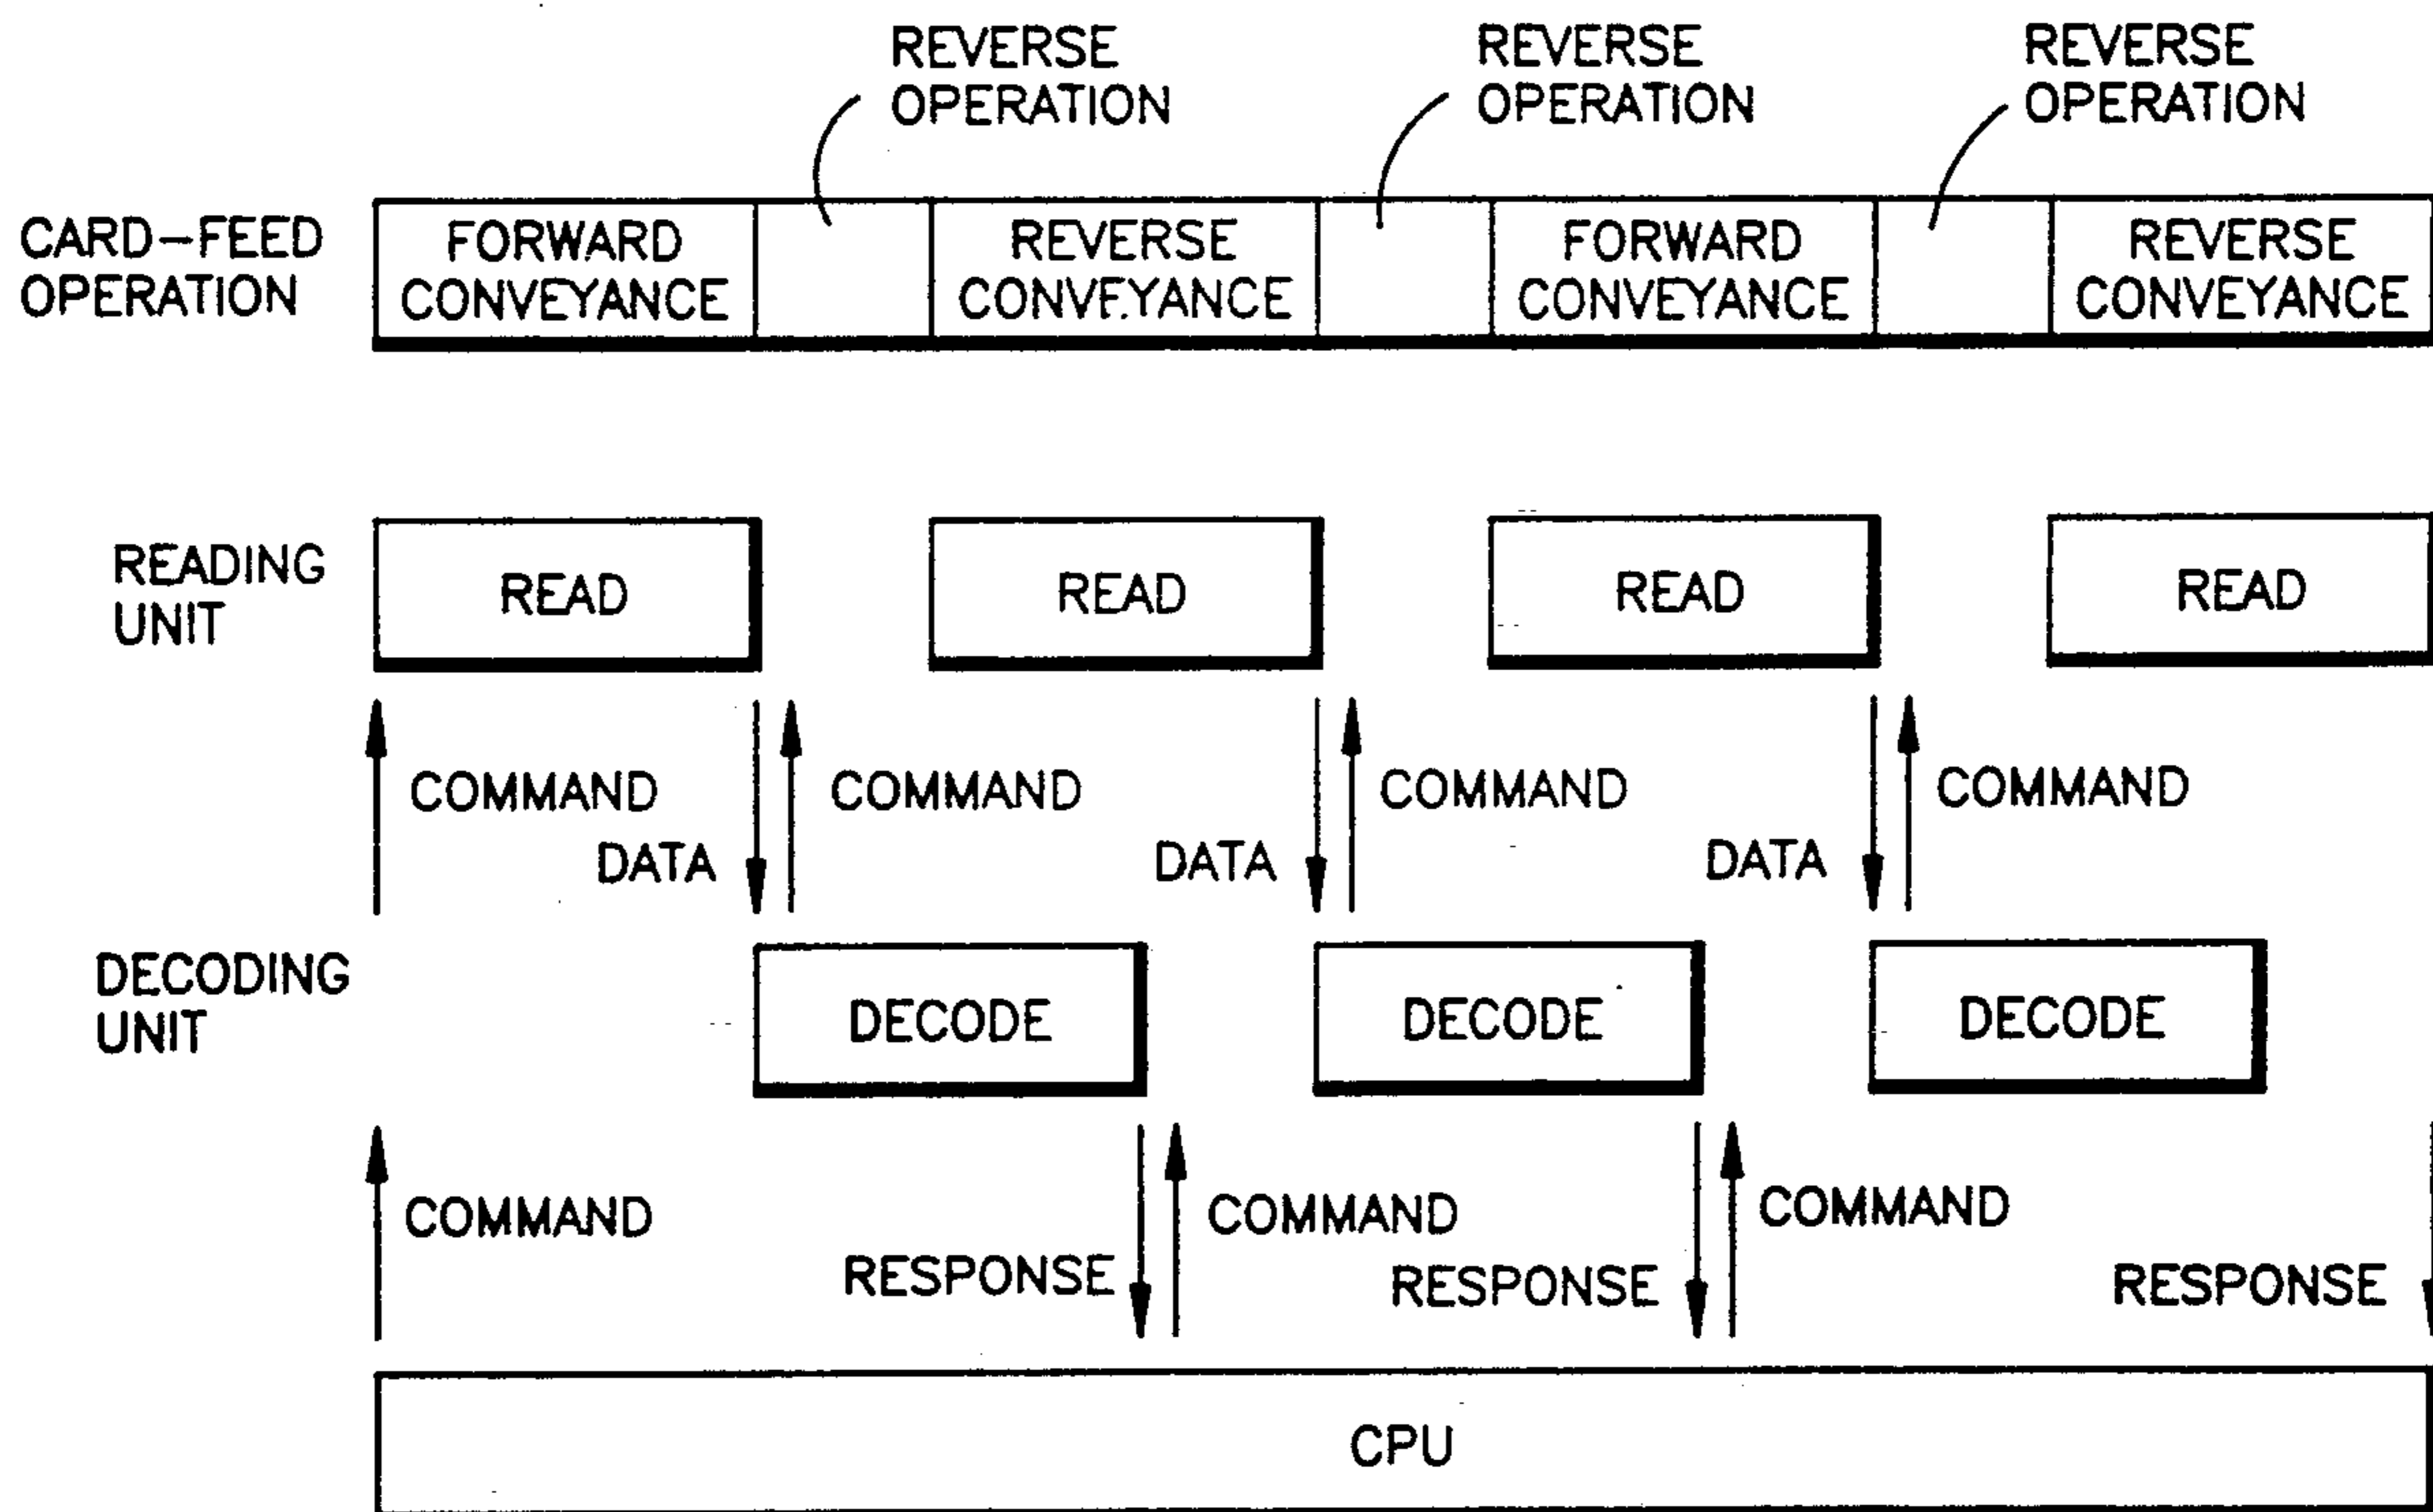 REVERSE
OPERATION
REVERSE
OPERATION
REVERSE
OPERATION
CARD-FEED
OPERATION
FORWARD
CONVEYANCE
REVERSE
CONVEYANCE
FORWARD
CONVEYANCE
REVERSE
CONVEYANCE
READING
UNIT
READ
READ
READ
READ
COMMAND
DATA
COMMAND
DATA
COMMAND
DATA
COMMAND
DECODING
UNIT
DECODE
DECODE
DECODE
COMMAND
RESPONSE
COMMAND
RESPONSE
COMMAND
RESPONSE
CPU